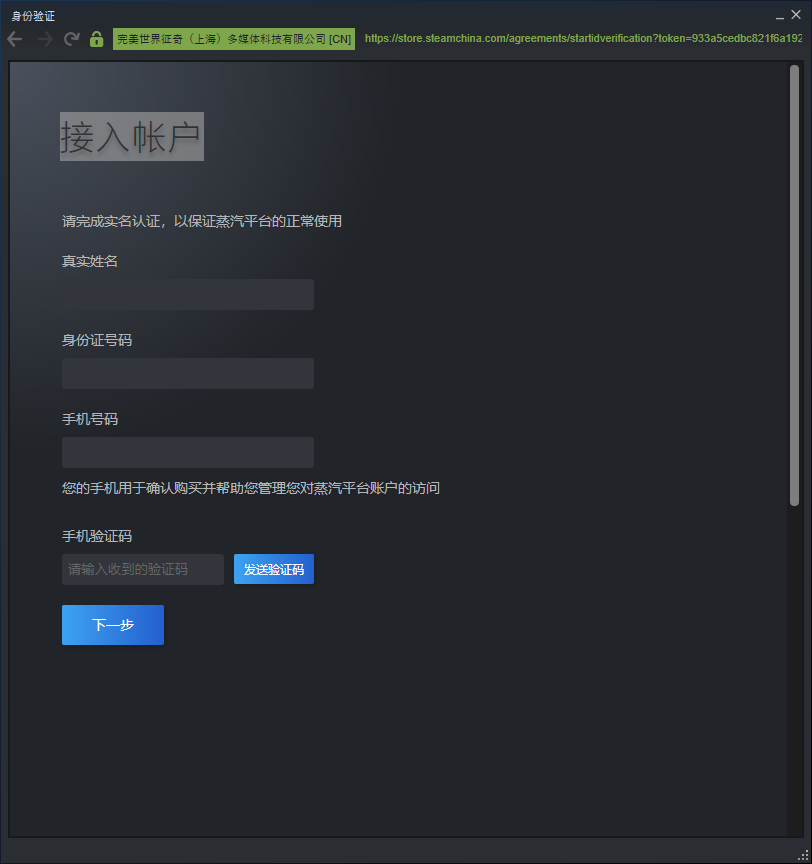 身份验证
完美世界征奇（上海）多媒体科技有限公司 [CN] https://store.steamchina.com/agreements/startidverification?token=933a5cedbc821f6a192
接入帐户
请完成实名认证，以保证蒸汽平台的正常使用
真实姓名
身份证号码
手机号码
您的手机用于确认购买并帮助您管理您对蒸汽平台账户的访问
手机验证码
请输入收到的验证码 发送验证码
下一步